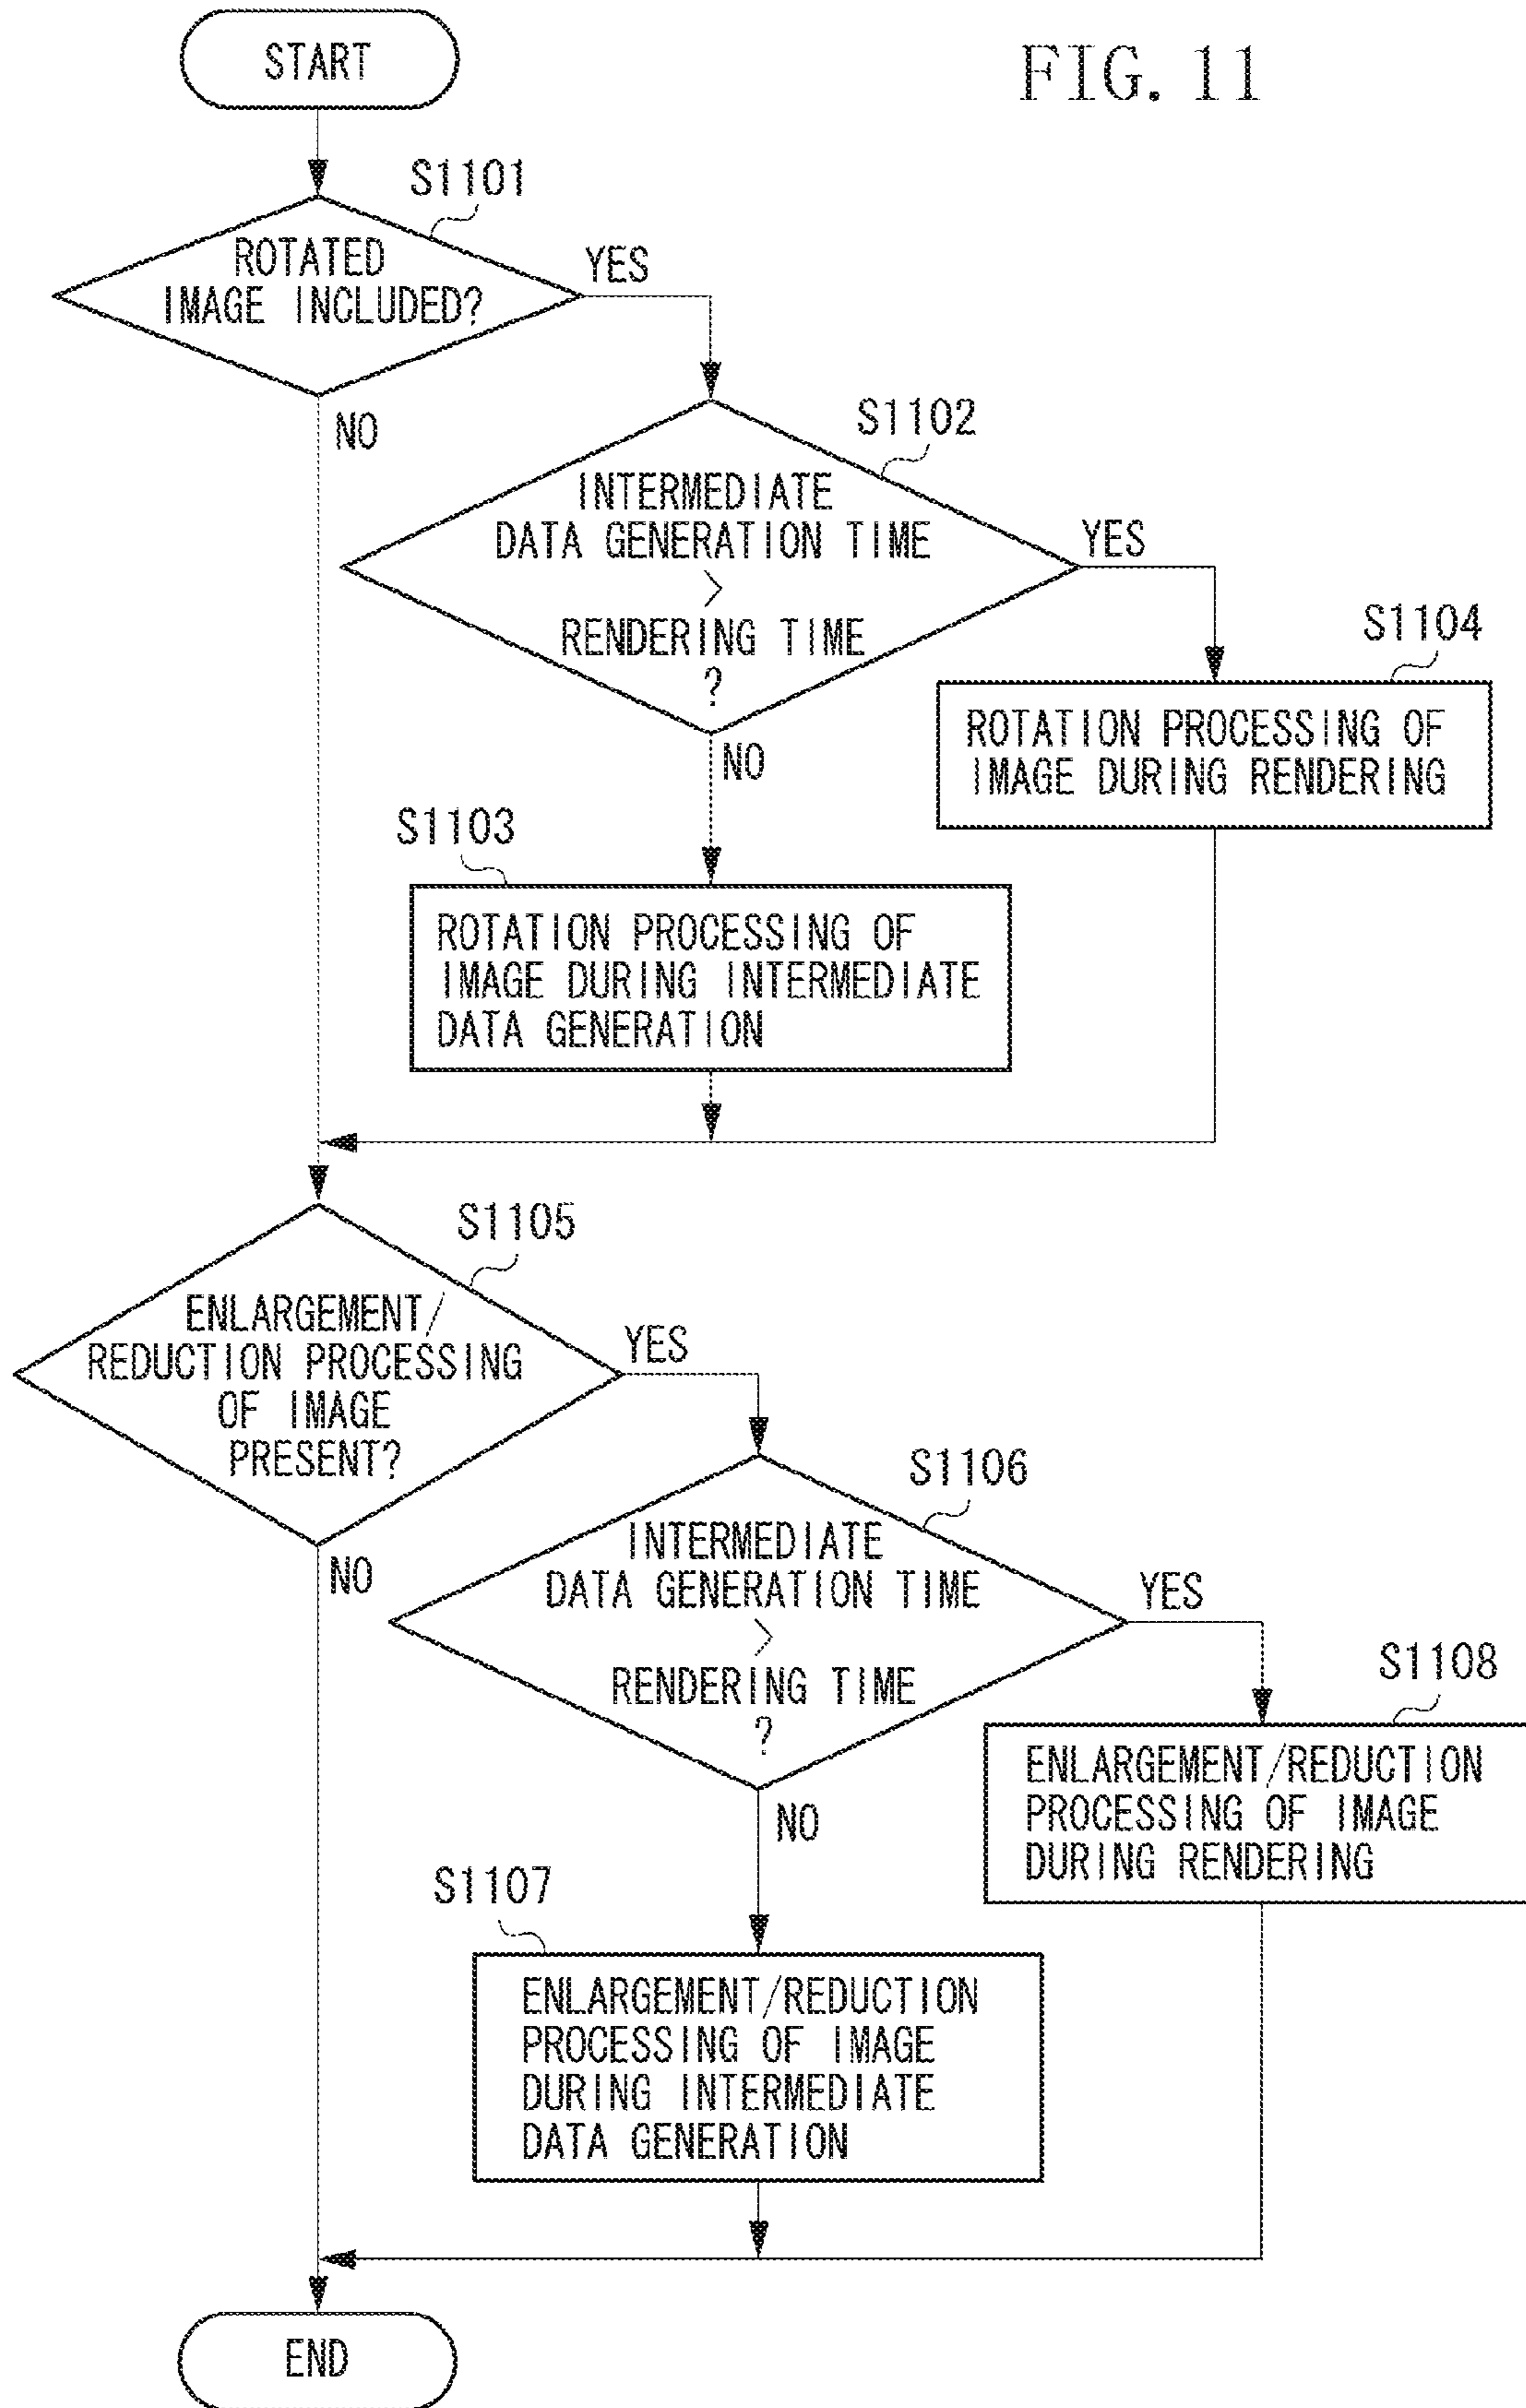 START
FIG. 11
S1101
ROTATED
IMAGE INCLUDED?
YES
NO
S1102
INTERMEDIATE
DATA GENERATION TIME
>
RENDERING TIME
?
YES
NO
S1104
ROTATION PROCESSING OF
IMAGE DURING RENDERING
S1103
ROTATION PROCESSING OF
IMAGE DURING INTERMEDIATE
DATA GENERATION
S1105
ENLARGEMENT/
REDUCTION PROCESSING
OF IMAGE
PRESENT?
YES
NO
S1106
INTERMEDIATE
DATA GENERATION TIME
>
RENDERING TIME
?
YES
NO
S1108
ENLARGEMENT/REDUCTION
PROCESSING OF IMAGE
DURING RENDERING
S1107
ENLARGEMENT/REDUCTION
PROCESSING OF IMAGE
DURING INTERMEDIATE
DATA GENERATION
END